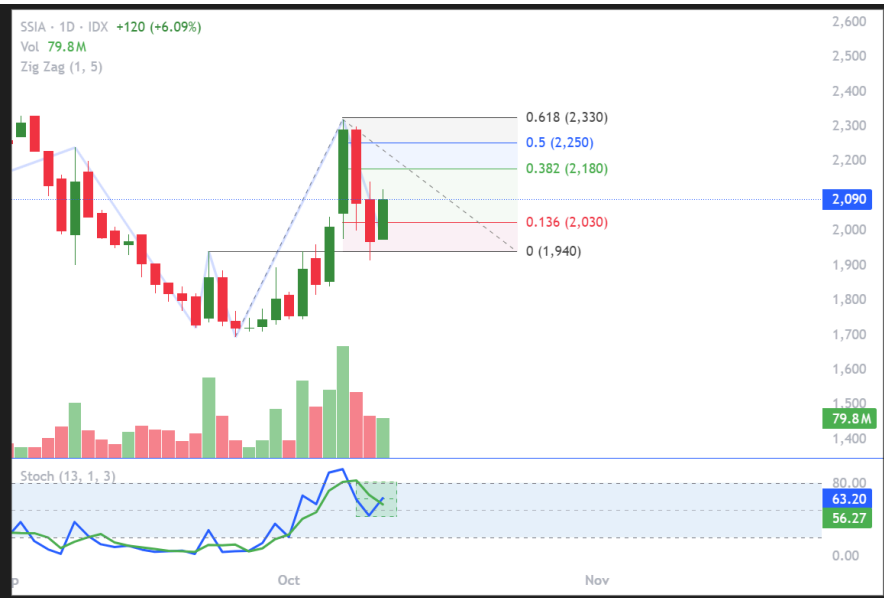 SSIA · 1D · IDX +120 (+6.09%)
Vol 79.8M
Zig Zag (1, 5)
2,600
2,500
2,400
2,300
2,200
2,090
2,000
1,900
1,800
1,700
1,600
1,500
79.8M
1,400
0.618 (2,330)
0.5 (2,250)
0.382 (2,180)
0.136 (2,030)
0 (1,940)
Stoch (13, 1, 3)
80.00
63.20
56.27
0.00
p
Oct
Nov